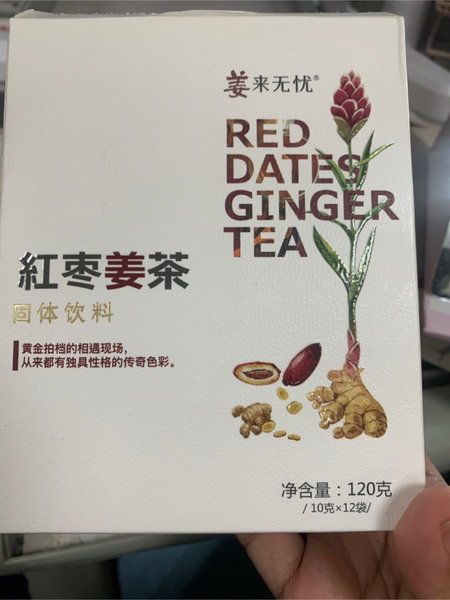 姜来无忧®
RED
DATES
GINGER
TEA
紅枣姜茶
固体饮料
黄金拍档的相遇现场，
从来都有独具性格的传奇色彩。
净含量：120克
/10克×12袋/